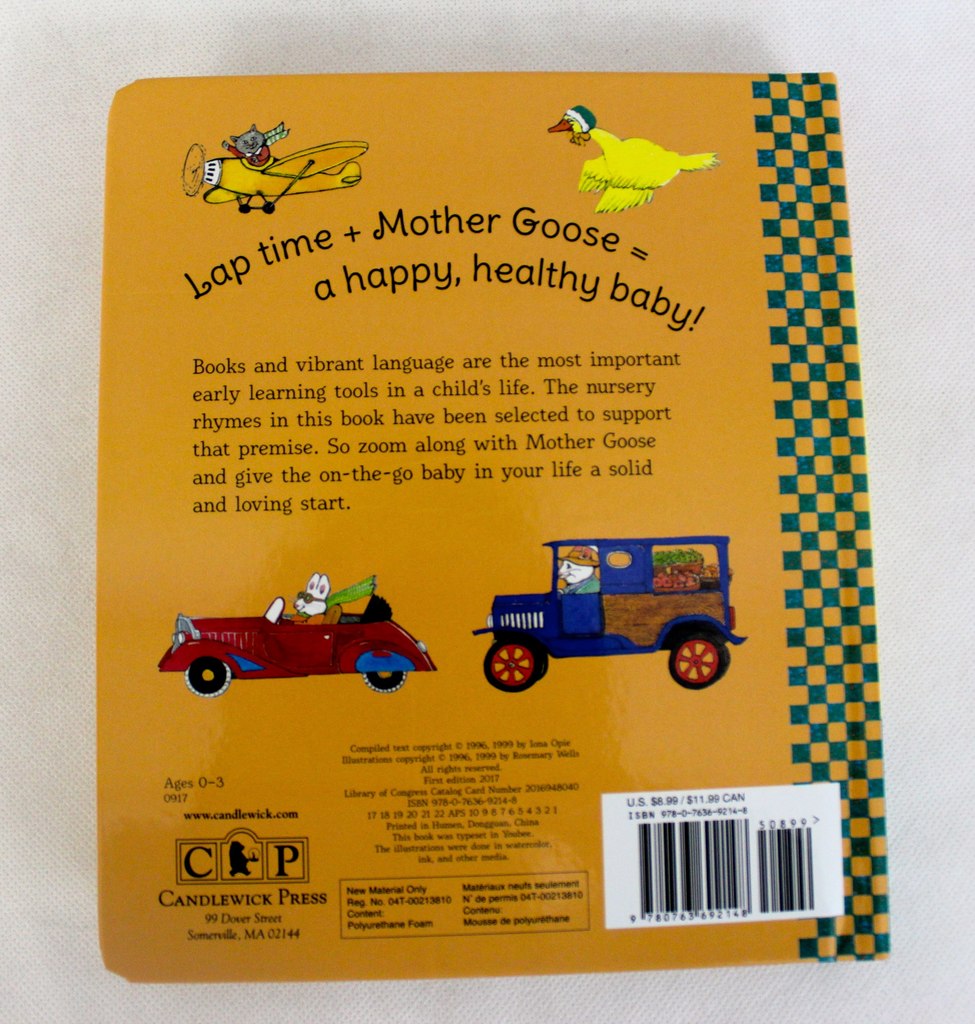 Lap time + Mother Goose =
a happy, healthy baby!
Books and vibrant language are the most important
early learning tools in a child's life. The nursery
rhymes in this book have been selected to support
that premise. So zoom along with Mother Goose
and give the on-the-go baby in your life a solid
and loving start.
Ages 0–3
0917
www.candlewick.com
C P
CANDLEWICK PRESS
99 Dover Street
Somerville, MA 02144
Compiled text copyright © 1996, 1999 by Iona Opie
Illustrations copyright © 1996, 1999 by Rosemary Wells
All rights reserved.
First edition 2017
Library of Congress Catalog Card Number 2016948040
ISBN 978-0-7636-9214-8
17 18 19 20 21 22 APS 10 9 8 7 6 5 4 3 2 1
Printed in Humen, Dongguan, China
This book was typeset in Youbee.
The illustrations were done in watercolor,
ink, and other media.
New Material Only
Reg. No. 04T-00213810
Content:
Polyurethane Foam
Matériaux neufs seulement
N° de permis 04T-00213810
Contenu:
Mousse de polyuréthane
U.S. $8.99 / $11.99 CAN
ISBN 978-0-7636-9214-8
50899>
9 780763 692148